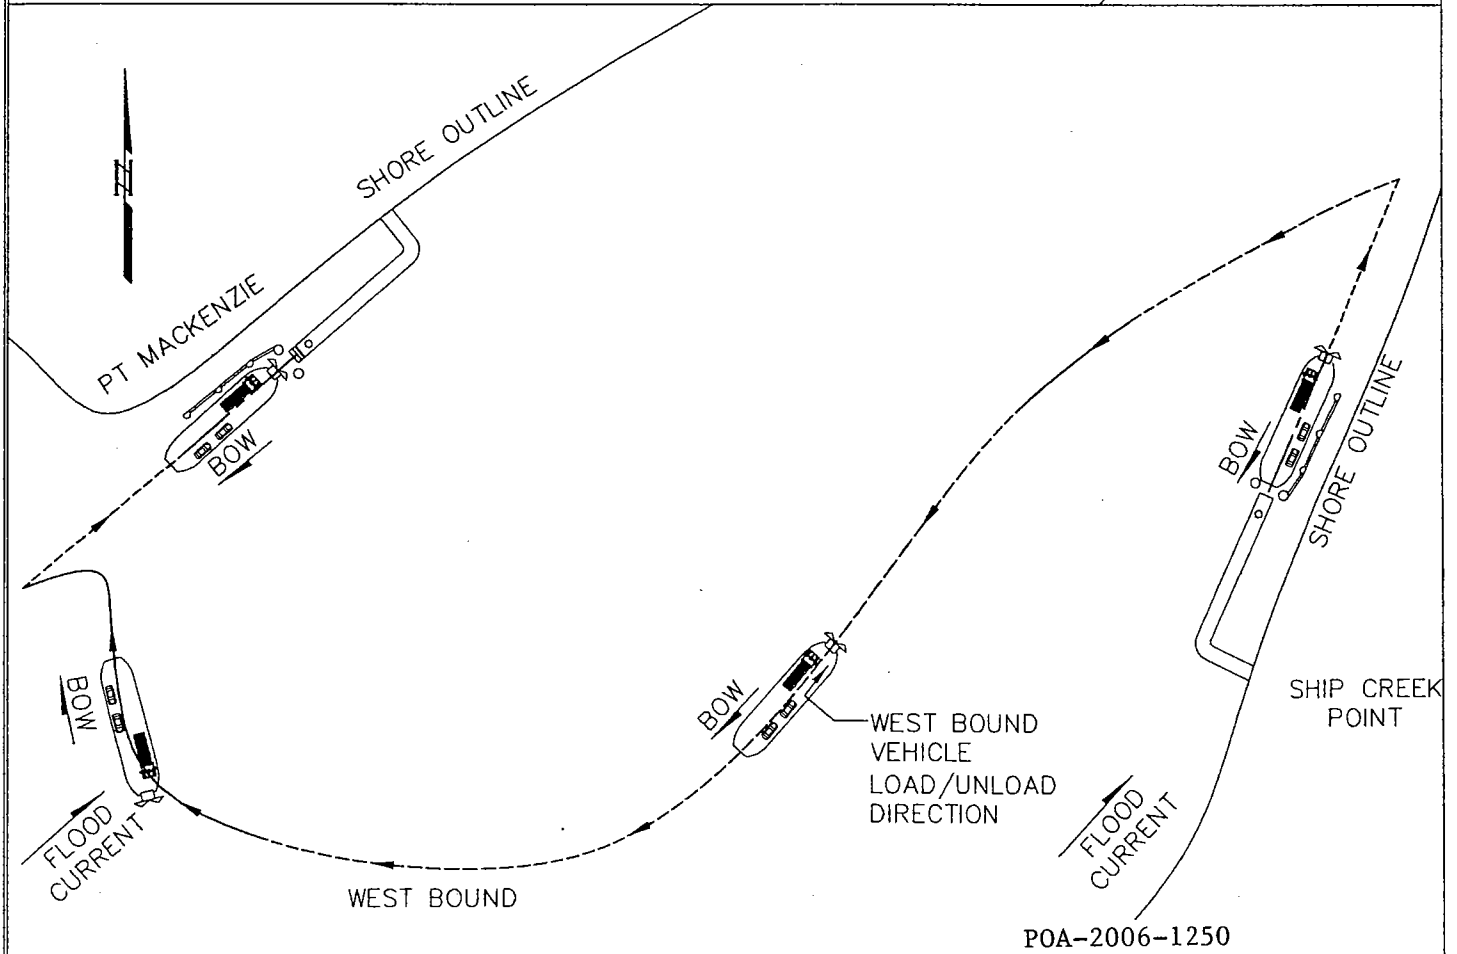 N
SHORE OUTLINE
PT MACKENZIE
BOW
BOW
SHORE OUTLINE
BOW
BOW
SHIP CREEK
POINT
WEST BOUND
VEHICLE
LOAD/UNLOAD
DIRECTION
FLOOD
CURRENT
FLOOD
CURRENT
WEST BOUND
POA-2006-1250